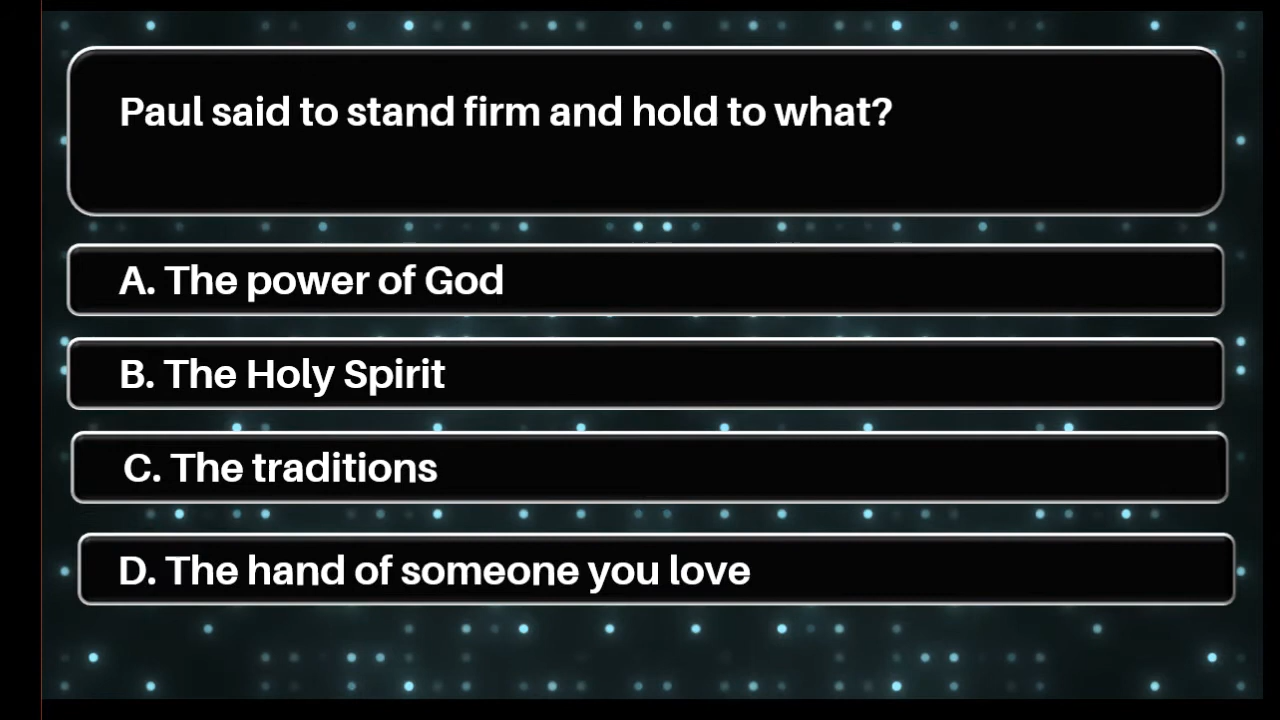 Paul said to stand firm and hold to what?
A. The power of God
B. The Holy Spirit
C. The traditions
D. The hand of someone you love